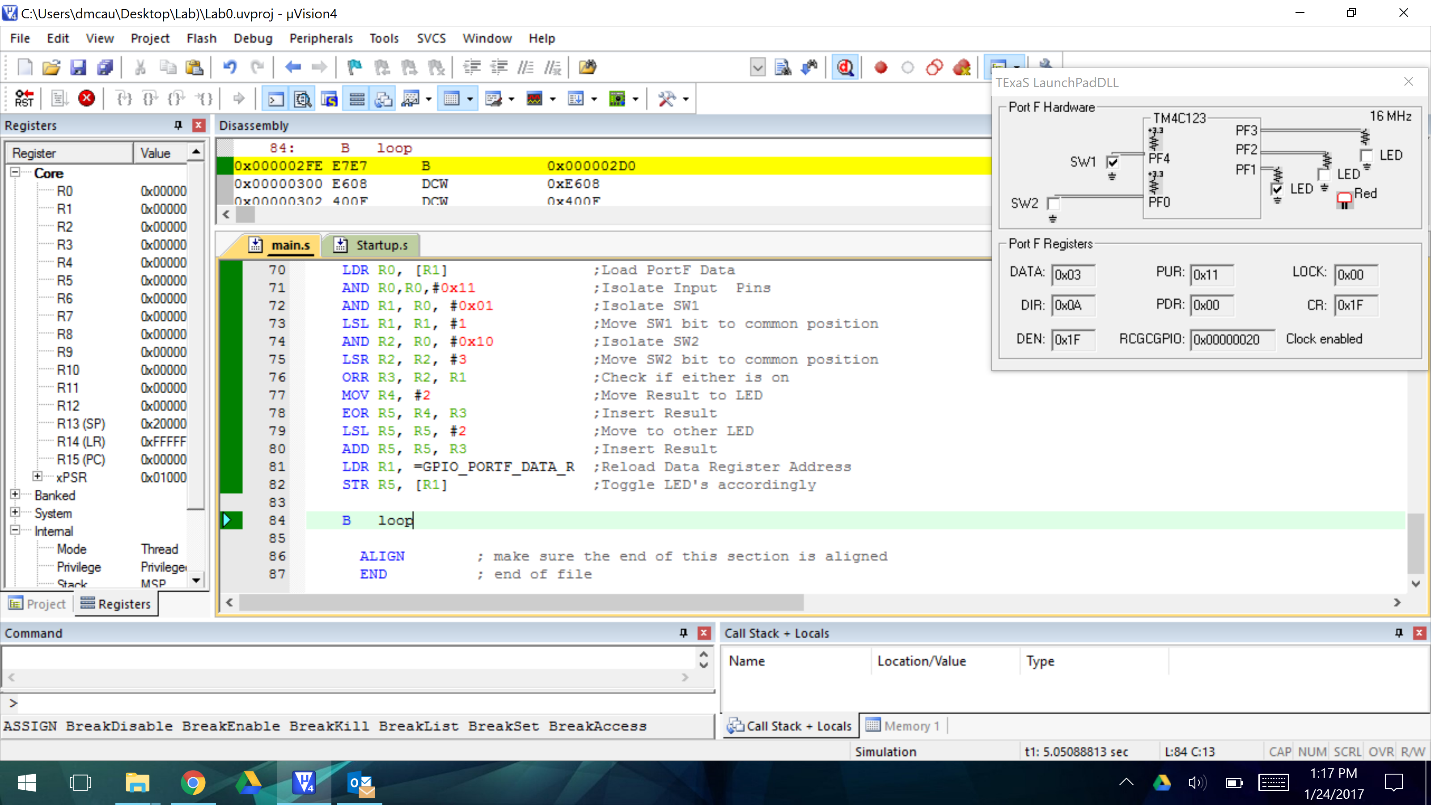 C:\Users\dmcau\Desktop\Lab)\Lab0.uvproj - µVision4
File Edit View Project Flash Debug Peripherals Tools SVCS Window Help
TExaS LaunchPadDLL
Port F Hardware
TM4C123
16 MHz
+3.3
PF3
SW1
PF4
PF2
LED
+3.3
PF1
LED
LED
Red
SW2
PF0
Port F Registers
DATA: 0x03 PUR: 0x11 LOCK: 0x00
DIR: 0x0A PDR: 0x00 CR: 0x1F
DEN: 0x1F RCGCGPIO: 0x00000020 Clock enabled
RST
Registers
Register Value
Core
R0 0x00000
R1 0x00000
R2 0x00000
R3 0x00000
R4 0x00000
R5 0x00000
R6 0x00000
R7 0x00000
R8 0x00000
R9 0x00000
R10 0x00000
R11 0x00000
R12 0x00000
R13 (SP) 0x20000
R14 (LR) 0xFFFFF
R15 (PC) 0x00000
xPSR 0x01000
Banked
System
Internal
Mode Thread
Privilege Privilege
Stack MSP
Project Registers
Disassembly
84: B loop
0x000002FE E7E7 B 0x000002D0
0x00000300 E608 DCW 0xE608
0x00000302 400F DCW 0x400F
main.s Startup.s
70 LDR R0, [R1] ;Load PortF Data
71 AND R0,R0,#0x11 ;Isolate Input Pins
72 AND R1, R0, #0x01 ;Isolate SW1
73 LSL R1, R1, #1 ;Move SW1 bit to common position
74 AND R2, R0, #0x10 ;Isolate SW2
75 LSR R2, R2, #3 ;Move SW2 bit to common position
76 ORR R3, R2, R1 ;Check if either is on
77 MOV R4, #2 ;Move Result to LED
78 EOR R5, R4, R3 ;Insert Result
79 LSL R5, R5, #2 ;Move to other LED
80 ADD R5, R5, R3 ;Insert Result
81 LDR R1, =GPIO_PORTF_DATA_R ;Reload Data Register Address
82 STR R5, [R1] ;Toggle LED's accordingly
83
84 B loop
85
86 ALIGN ; make sure the end of this section is aligned
87 END ; end of file
Command
>
ASSIGN BreakDisable BreakEnable BreakKill BreakList BreakSet BreakAccess
Call Stack + Locals
Name Location/Value Type
Call Stack + Locals Memory 1
Simulation t1: 5.05088813 sec L:84 C:13 CAP NUM SCRL OVR R/W
1:17 PM
1/24/2017